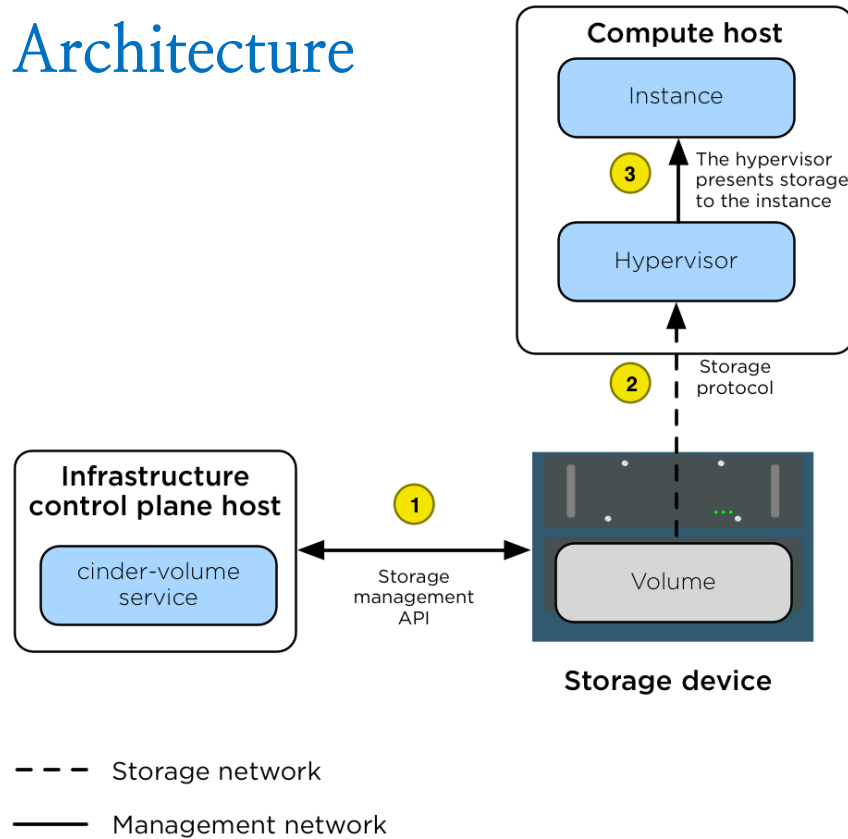 Architecture
Compute host
Instance
3
The hypervisor
presents storage
to the instance
Hypervisor
2
Storage
protocol
Infrastructure
control plane host
cinder-volume
service
1
Storage
management
API
Volume
Storage device
Storage network
Management network